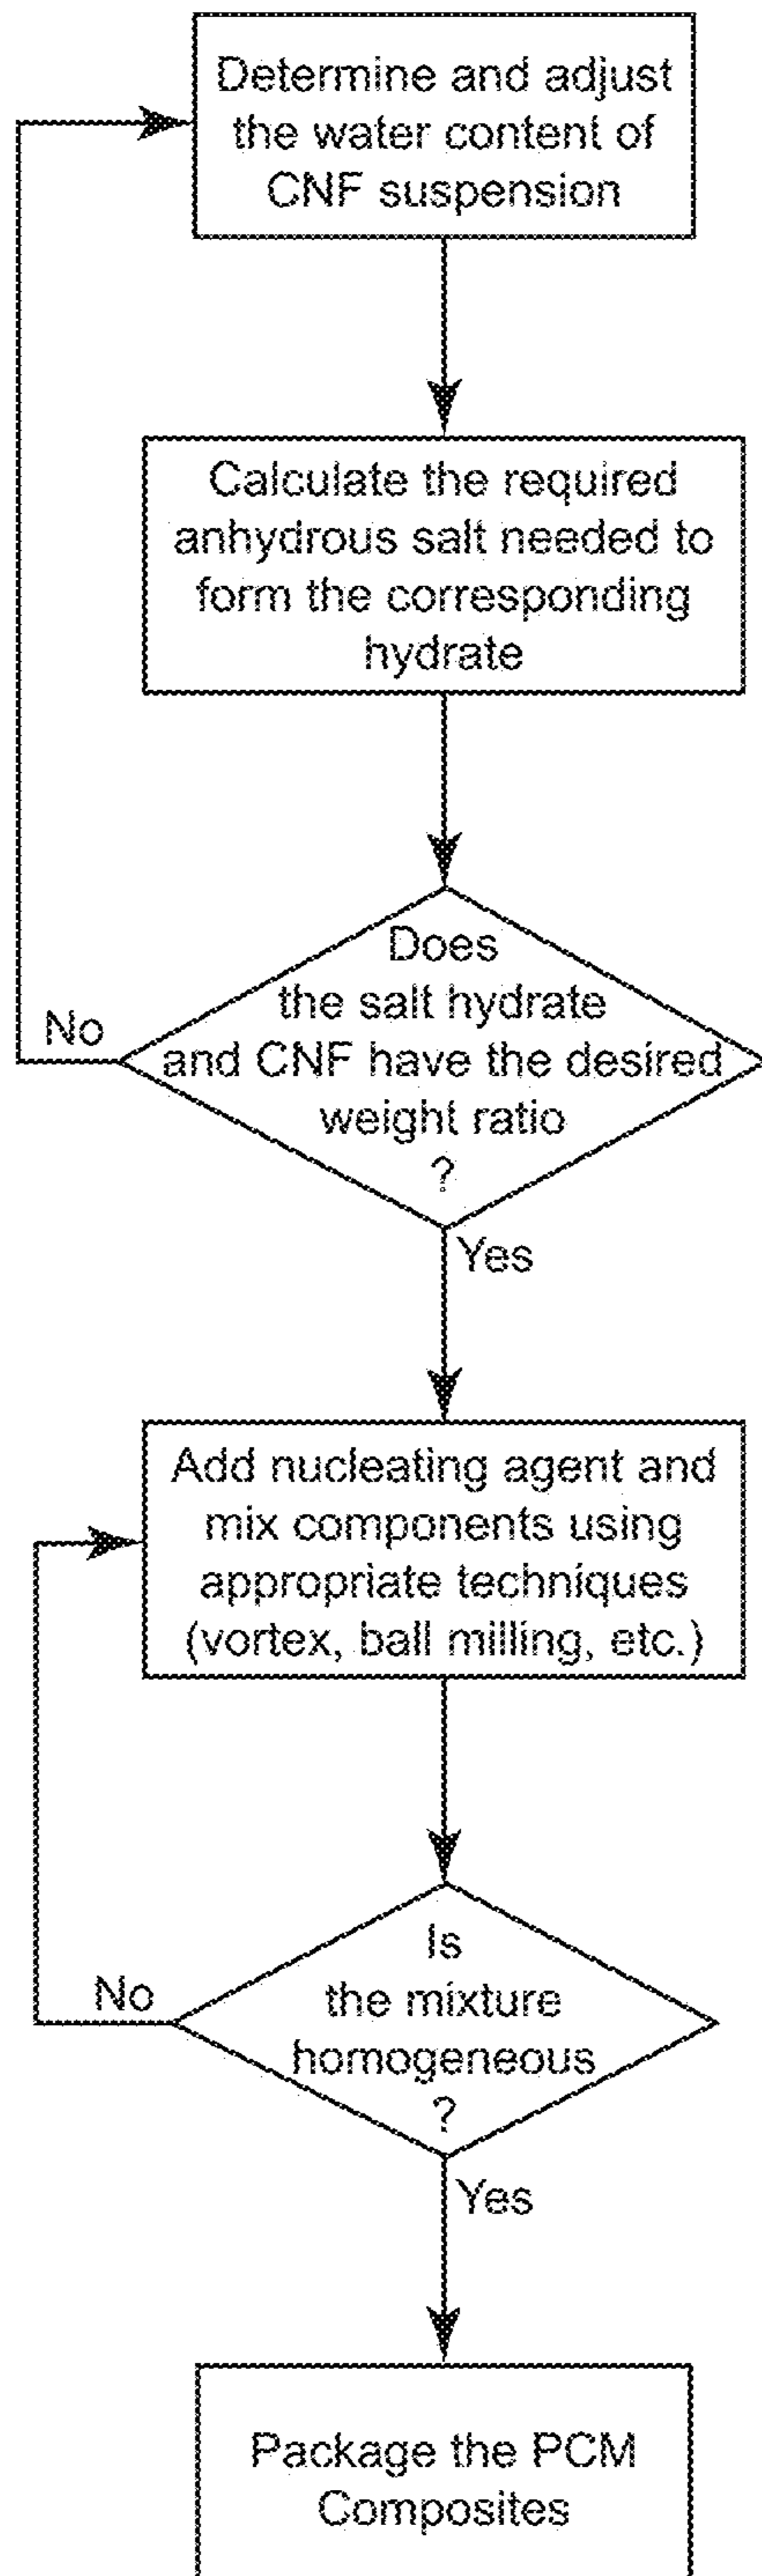 Determine and adjust
the water content of
CNF suspension
Calculate the required
anhydrous salt needed to
form the corresponding
hydrate
Does
the salt hydrate
and CNF have the desired
weight ratio
?
No
Yes
Add nucleating agent and
mix components using
appropriate techniques
(vortex, ball milling, etc.)
Is
the mixture
homogeneous
?
No
Yes
Package the PCM
Composites